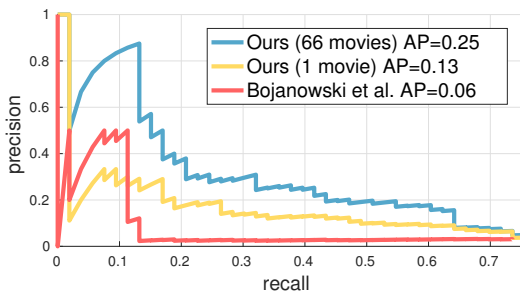 1
0.8
0.6
0.4
0.2
0
precision
Ours (66 movies) AP=0.25
Ours (1 movie) AP=0.13
Bojanowski et al. AP=0.06
0 0.1 0.2 0.3 0.4 0.5 0.6 0.7
recall